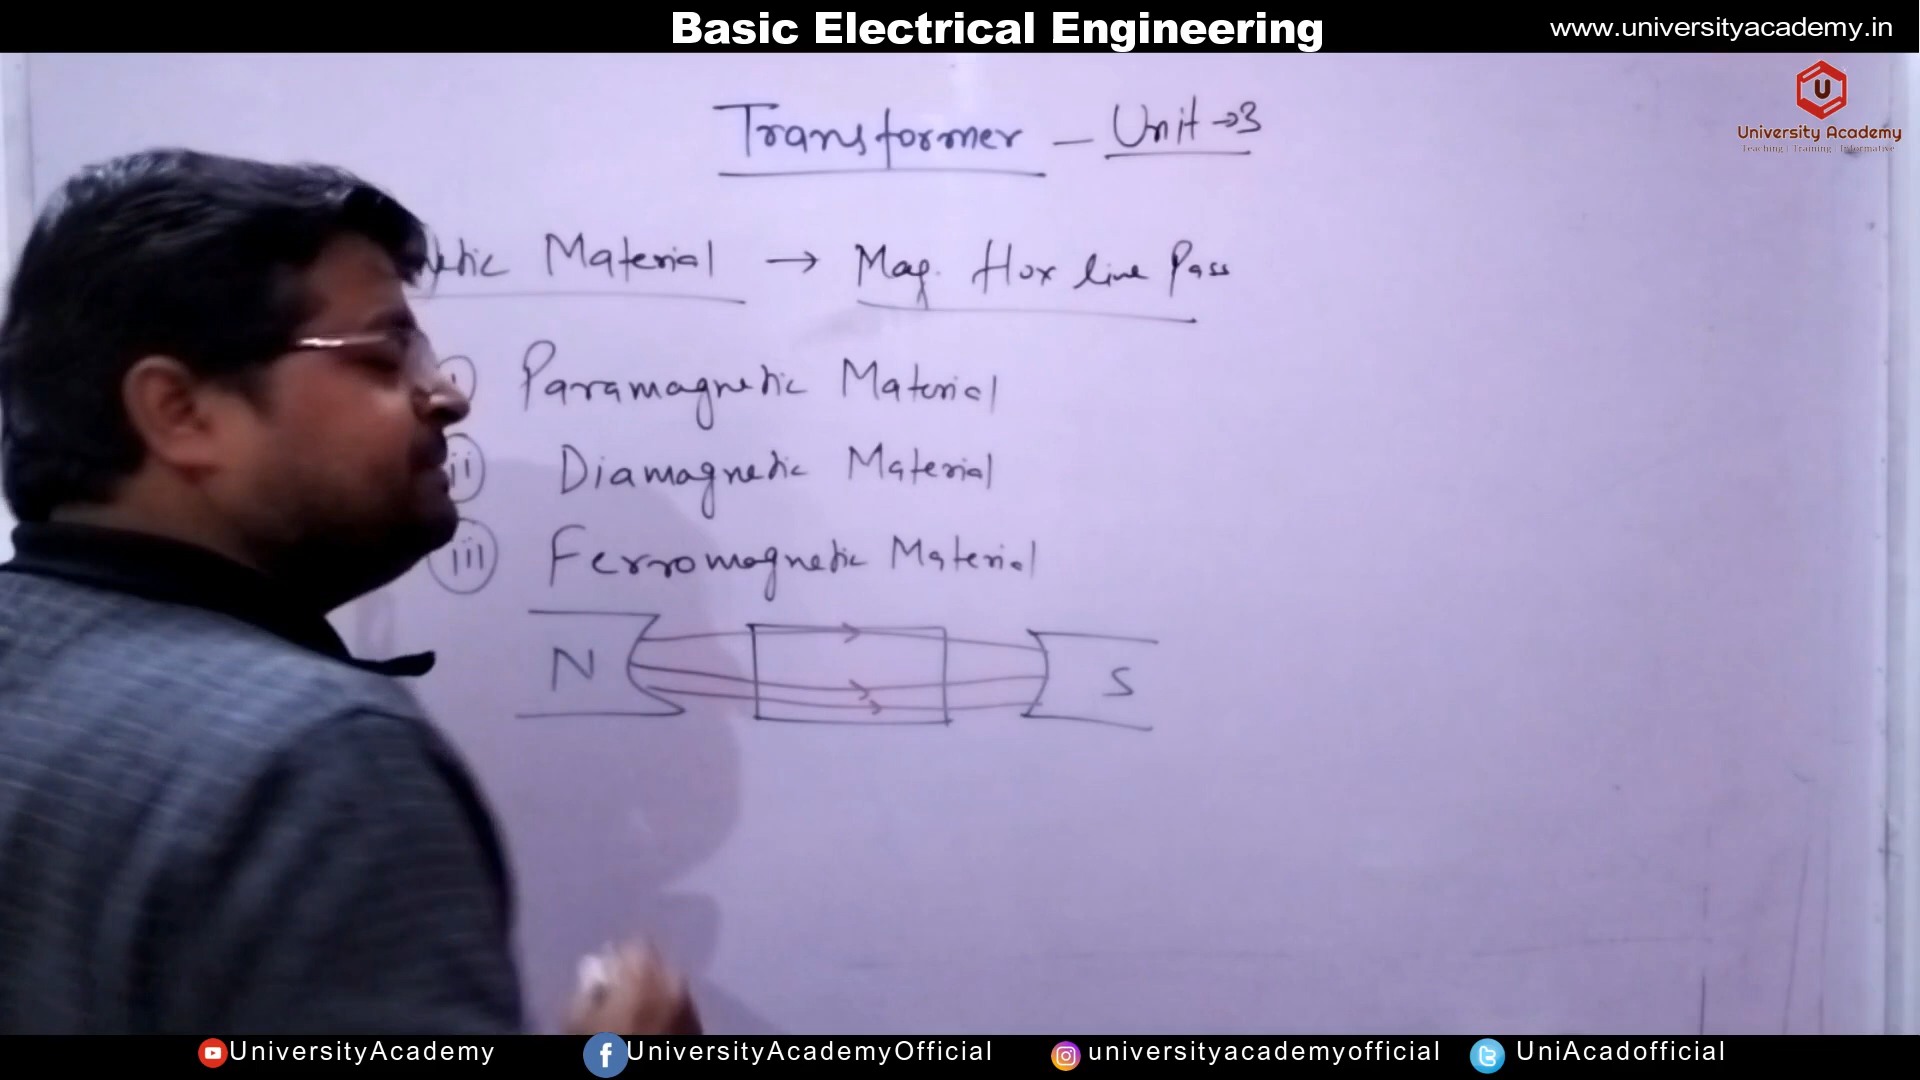 Basic Electrical Engineering
www.universityacademy.in
U
University Academy
Teaching | Training | Informative
Transformer — Unit → 3
netic Material → Mag. flux line Pass
i Paramagnetic Material
ii Diamagnetic Material
iii Ferromagnetic Material
N S
UniversityAcademy
UniversityAcademyOfficial
universityacademyofficial
UniAcadofficial